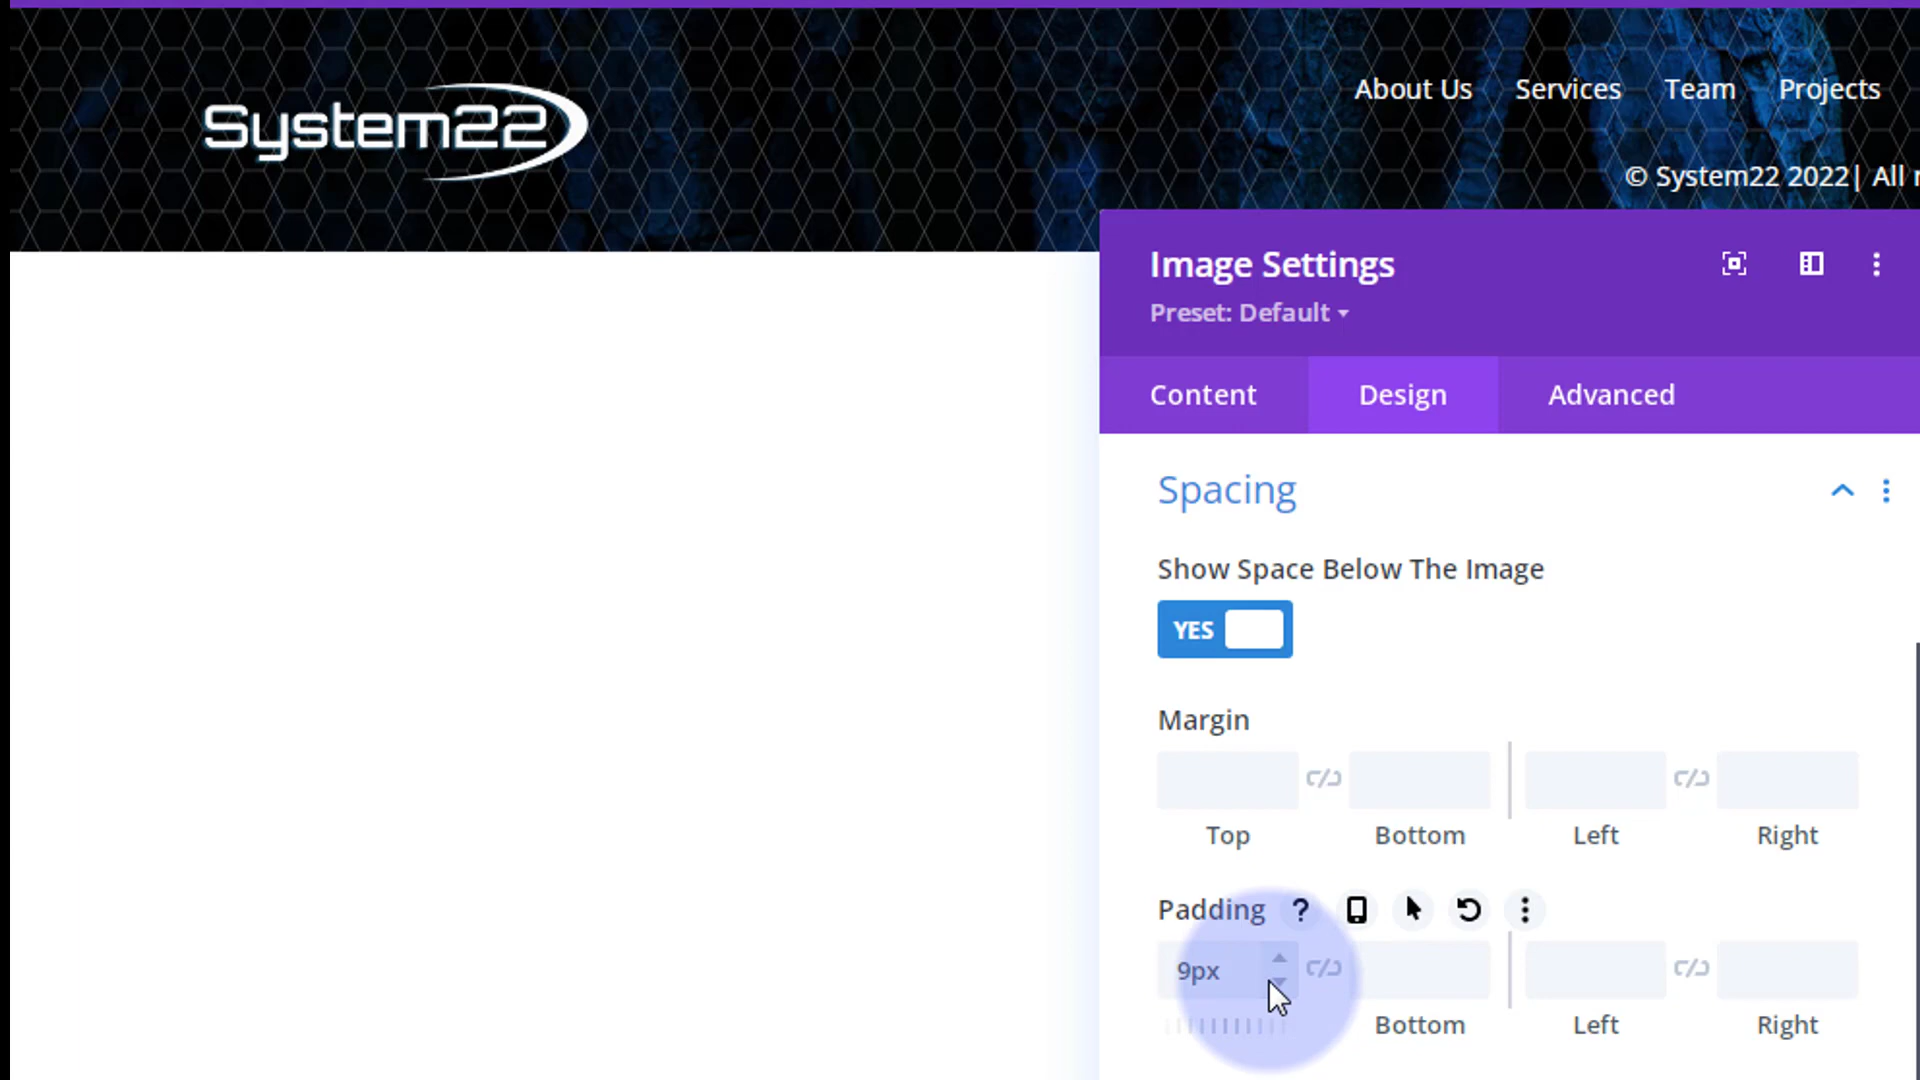 System22
About Us Services Team Projects
© System22 2022| All
Image Settings
Preset: Default
Content Design Advanced
Spacing
Show Space Below The Image
YES
Margin
Top Bottom Left Right
Padding ?
9px
Bottom Left Right